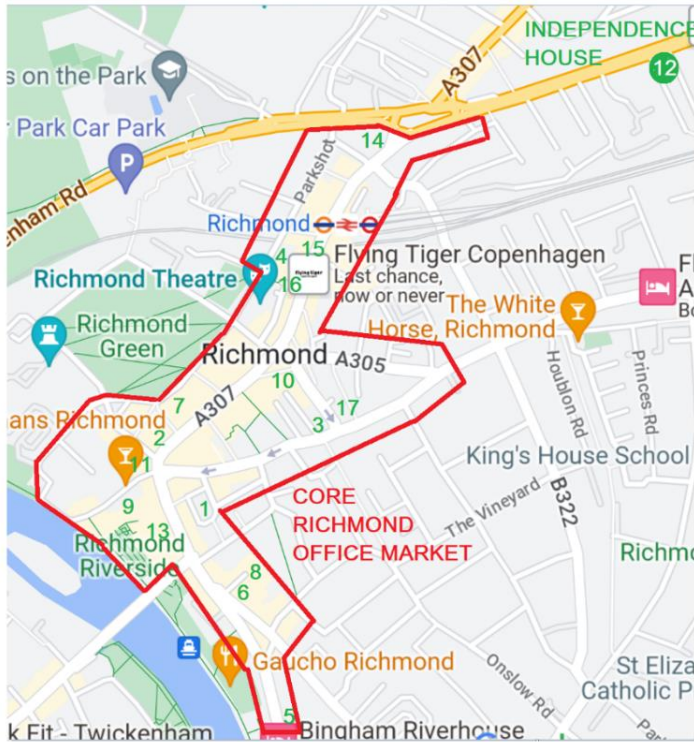 INDEPENDENCE
HOUSE
12
A307
s on the Park
Park Car Park
P
14
Parkshot
enham Rd
Richmond
15
4
16
Flying Tiger Copenhagen
Last chance,
now or never
Richmond Theatre
The White
Horse, Richmond
Fl
A
Bo
Richmond
Green
Richmond
A305
10
A307
7
17
3
Houblon Rd
Princes Rd
ans Richmond
2
11
King's House School
9
1
CORE
RICHMOND
OFFICE MARKET
The Vineyard
B322
13
Richmond
Riverside
8
6
Richmo
Gaucho Richmond
Onslow Rd
St Eliza
Catholic P
5
k Fit - Twickenham
Bingham Riverhouse